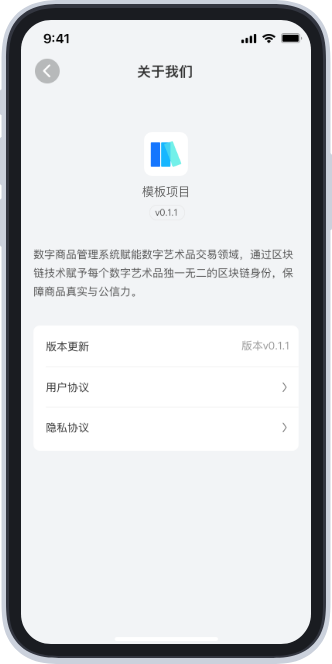 9:41
关于我们
模板项目
v0.1.1
数字商品管理系统赋能数字艺术品交易领域，通过区块
链技术赋予每个数字艺术品独一无二的区块链身份，保
障商品真实与公信力。
版本更新
版本v0.1.1
用户协议
隐私协议